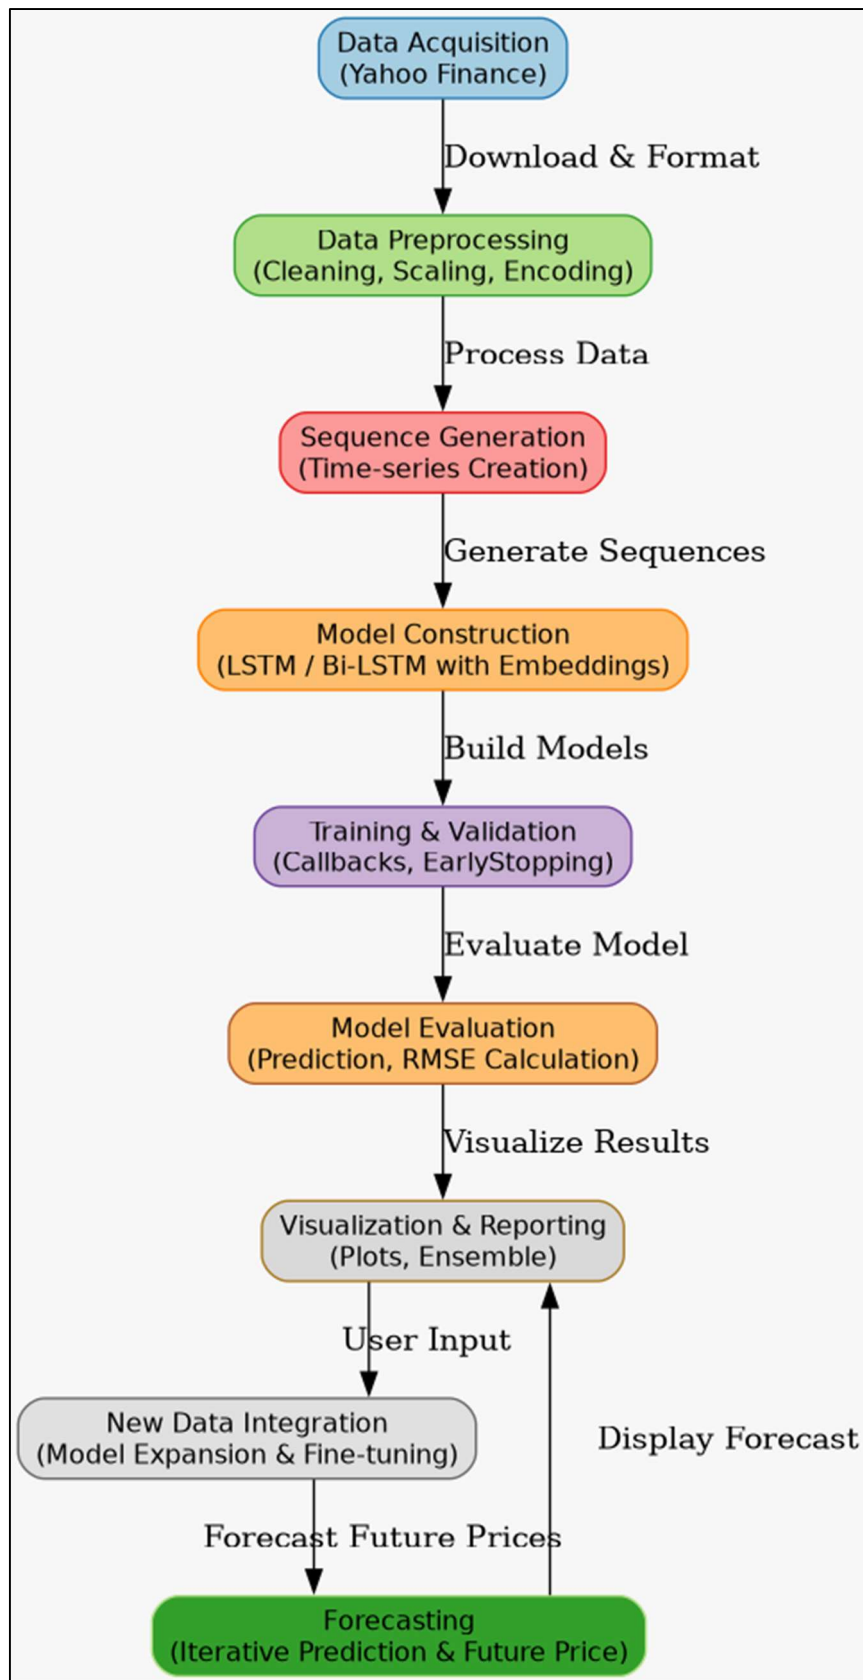 Data Acquisition
(Yahoo Finance)
Download & Format
Data Preprocessing
(Cleaning, Scaling, Encoding)
Process Data
Sequence Generation
(Time-series Creation)
Generate Sequences
Model Construction
(LSTM / Bi-LSTM with Embeddings)
Build Models
Training & Validation
(Callbacks, EarlyStopping)
Evaluate Model
Model Evaluation
(Prediction, RMSE Calculation)
Visualize Results
Visualization & Reporting
(Plots, Ensemble)
User Input
New Data Integration
(Model Expansion & Fine-tuning)
Display Forecast
Forecast Future Prices
Forecasting
(Iterative Prediction & Future Price)